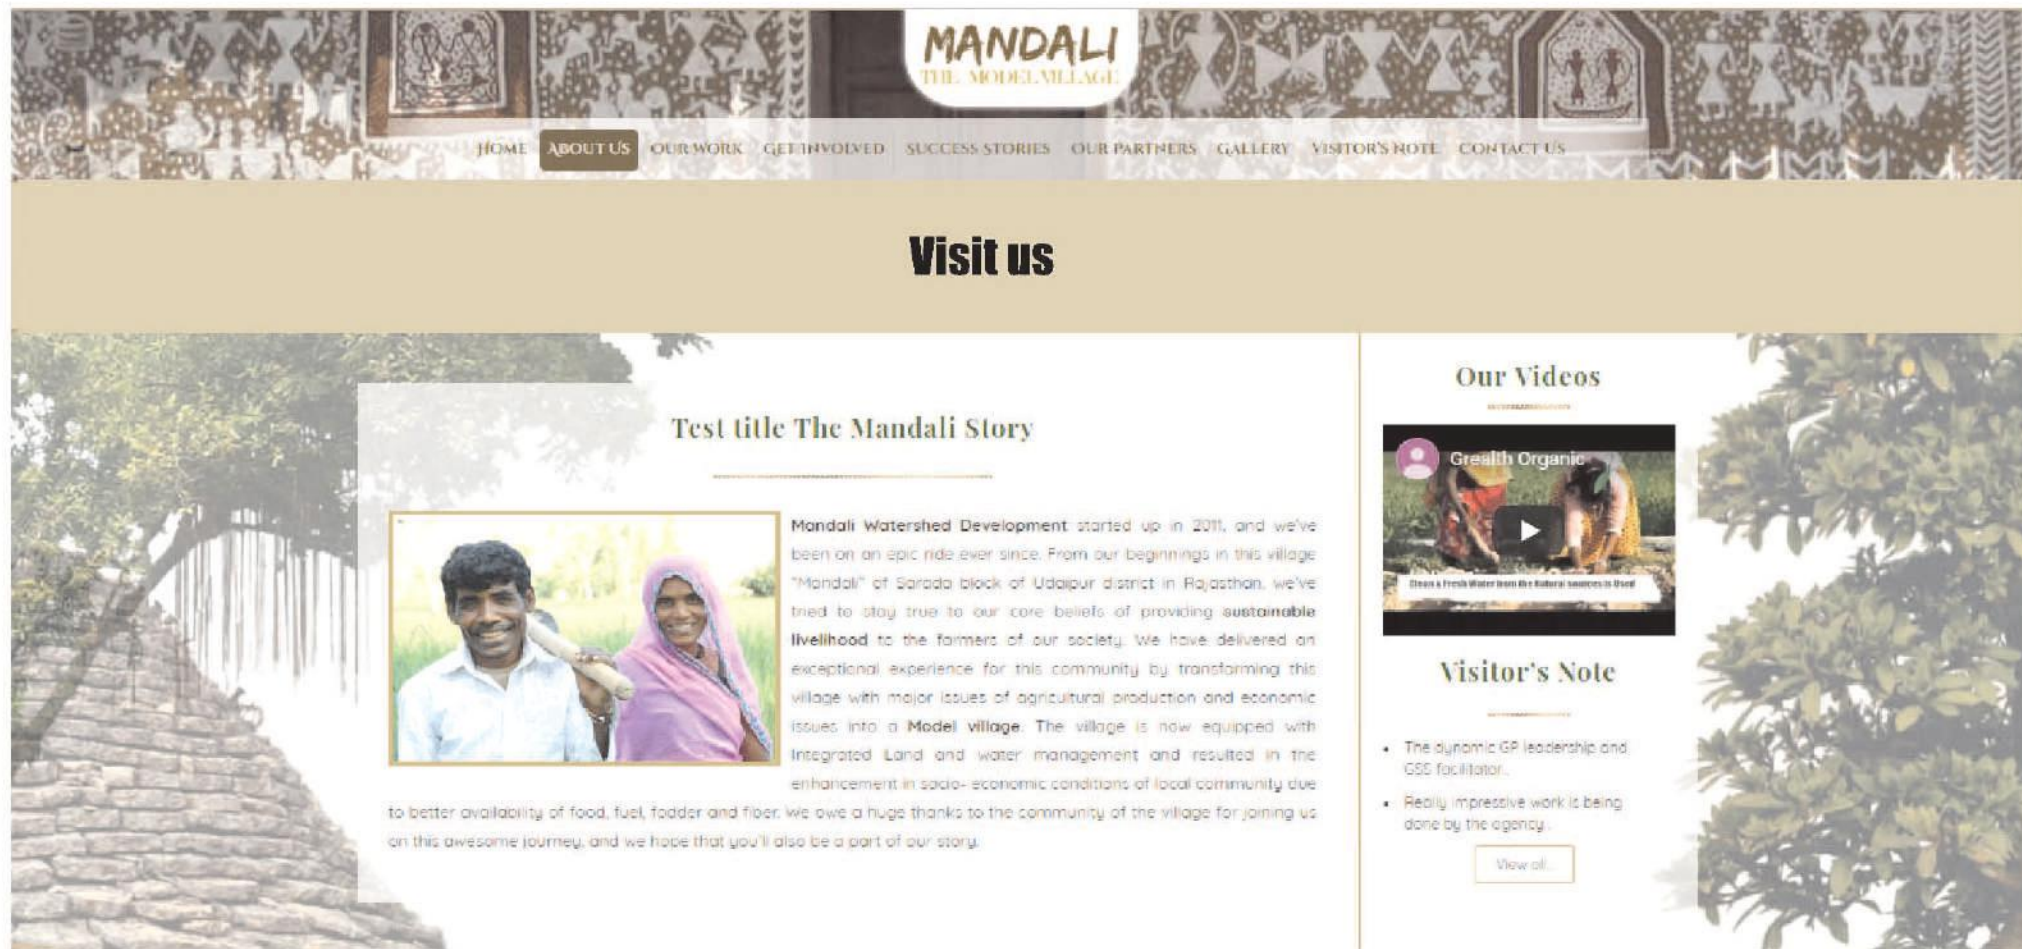 MANDALI
THE MODEL VILLAGE
HOME ABOUT US OUR WORK GET INVOLVED SUCCESS STORIES OUR PARTNERS GALLERY VISITOR'S NOTE CONTACT US
Visit us
Test title The Mandali Story
Mandali Watershed Development started up in 2011, and we've
been on an epic ride ever since. From our beginnings in this village
"Mandali" of Sarada block of Udaipur district in Rajasthan, we've
tried to stay true to our core beliefs of providing sustainable
livelihood to the farmers of our society. We have delivered an
exceptional experience for this community by transforming this
village with major issues of agricultural production and economic
issues into a Model village. The village is now equipped with
Integrated Land and water management and resulted in the
enhancement in socio- economic conditions of local community due
to better availability of food, fuel, fodder and fiber. We owe a huge thanks to the community of the village for joining us
on this awesome journey, and we hope that you'll also be a part of our story.
Our Videos
Grealth Organic
Clean & Fresh Water from the Natural sources is Used
Visitor's Note
The dynamic GP leadership and
GSS facilitator..
Really impressive work is being
done by the agency..
View all...